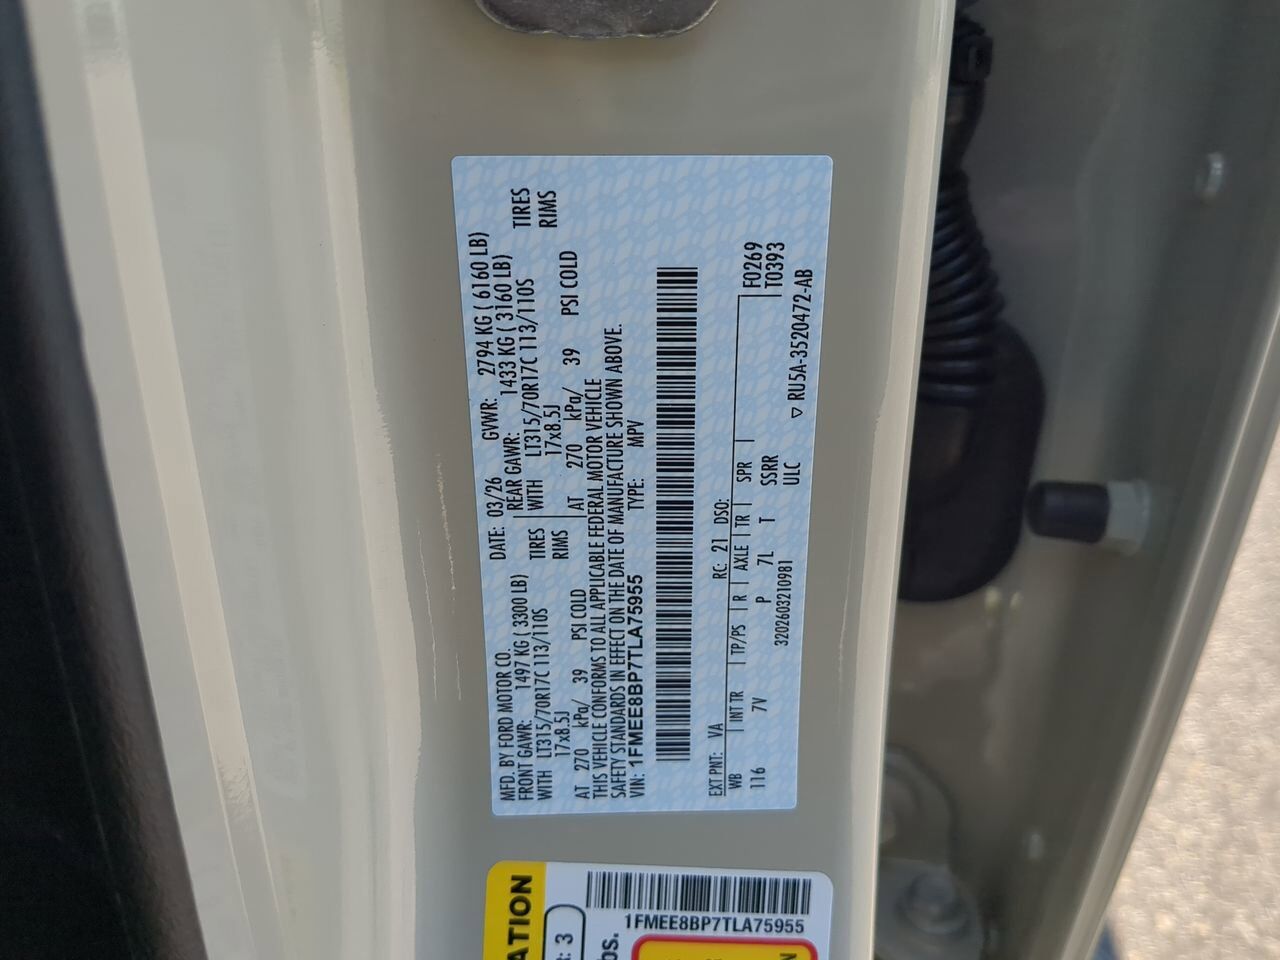 MFD. BY FORD MOTOR CO.
DATE: 03/26 GVWR: 2794 KG ( 6160 LB)
FRONT GAWR: 1497 KG ( 3300 LB)
REAR GAWR: 1433 KG ( 3160 LB)
WITH LT315/70R17C 113/110S TIRES
WITH LT315/70R17C 113/110S TIRES
17x8.5J RIMS
17x8.5J RIMS
AT 270 kPa/ 39 PSI COLD
AT 270 kPa/ 39 PSI COLD
THIS VEHICLE CONFORMS TO ALL APPLICABLE FEDERAL MOTOR VEHICLE
SAFETY STANDARDS IN EFFECT ON THE DATE OF MANUFACTURE SHOWN ABOVE.
VIN: 1FMEE8BP7TLA75955 TYPE: MPV
EXT PNT: VA RC: 21 DSO:
WB INT TR TP/PS R AXLE TR SPR F0269
116 7V P 7L T SSRR T0393
3202603210981 ULC
RU5A-3520472-AB
ATION
: 3
bs.
1FMEE8BP7TLA75955